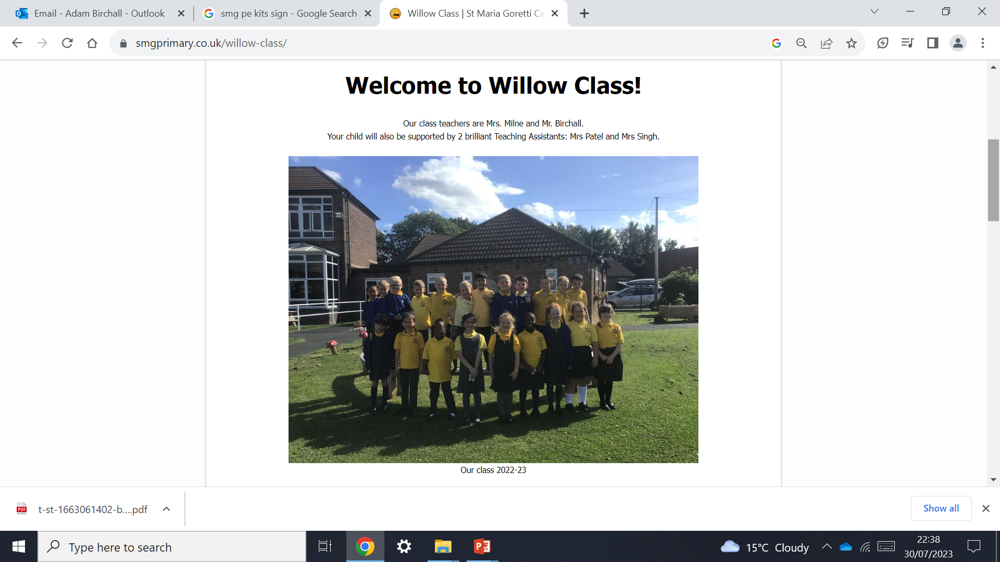 Email - Adam Birchall - Outlook
smg pe kits sign - Google Search
Willow Class | St Maria Goretti Ca
smgprimary.co.uk/willow-class/
Welcome to Willow Class!
Our class teachers are Mrs. Milne and Mr. Birchall.
Your child will also be supported by 2 brilliant Teaching Assistants: Mrs Patel and Mrs Singh.
Our class 2022-23
t-st-1663061402-b....pdf
Show all
Type here to search
15°C Cloudy
22:38
30/07/2023